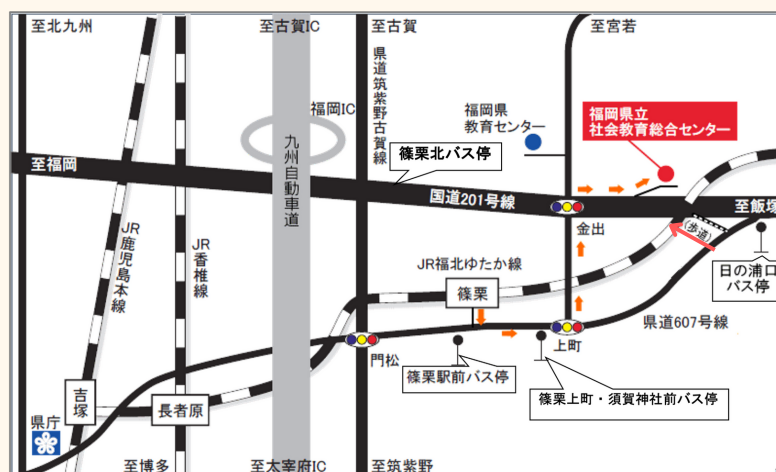 至北九州
至古賀IC
至古賀
至宮若
県道筑紫野古賀線
福岡IC
福岡県
教育センター
福岡県立
社会教育総合センター
九州自動車道
篠栗北バス停
至福岡
国道201号線
至飯塚
金出
(歩道)
JR鹿児島本線
JR香椎線
JR福北ゆたか線
日の浦口
バス停
篠栗
県道607号線
上町
門松
篠栗駅前バス停
篠栗上町・須賀神社前バス停
吉塚
長者原
県庁
至博多
至太宰府IC
至筑紫野